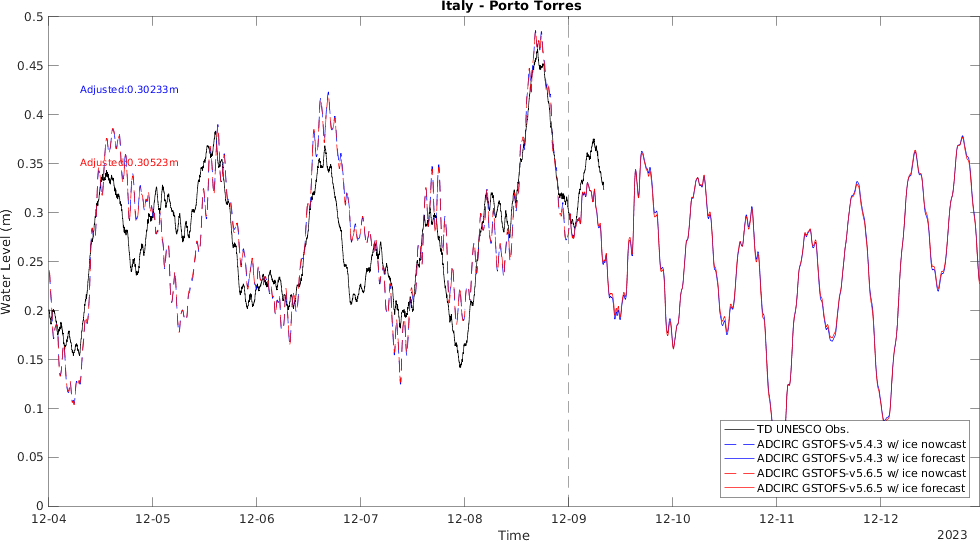 Italy - Porto Torres
0.5
0.45
0.4
0.35
0.3
0.25
0.2
0.15
0.1
0.05
0
Water Level (m)
Adjusted:0.30233m
Adjusted:0.30523m
TD UNESCO Obs.
ADCIRC GSTOFS-v5.4.3 w/ ice nowcast
ADCIRC GSTOFS-v5.4.3 w/ ice forecast
ADCIRC GSTOFS-v5.6.5 w/ ice nowcast
ADCIRC GSTOFS-v5.6.5 w/ ice forecast
12-04 12-05 12-06 12-07 12-08 12-09 12-10 12-11 12-12
Time
2023